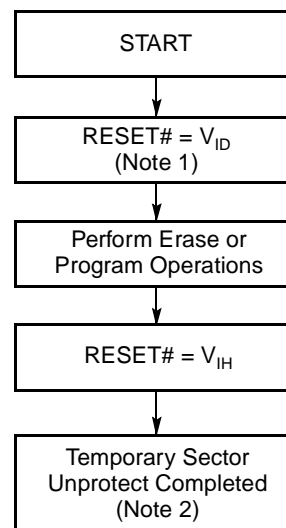 START
RESET# = V_ID
(Note 1)
Perform Erase or
Program Operations
RESET# = V_IH
Temporary Sector
Unprotect Completed
(Note 2)